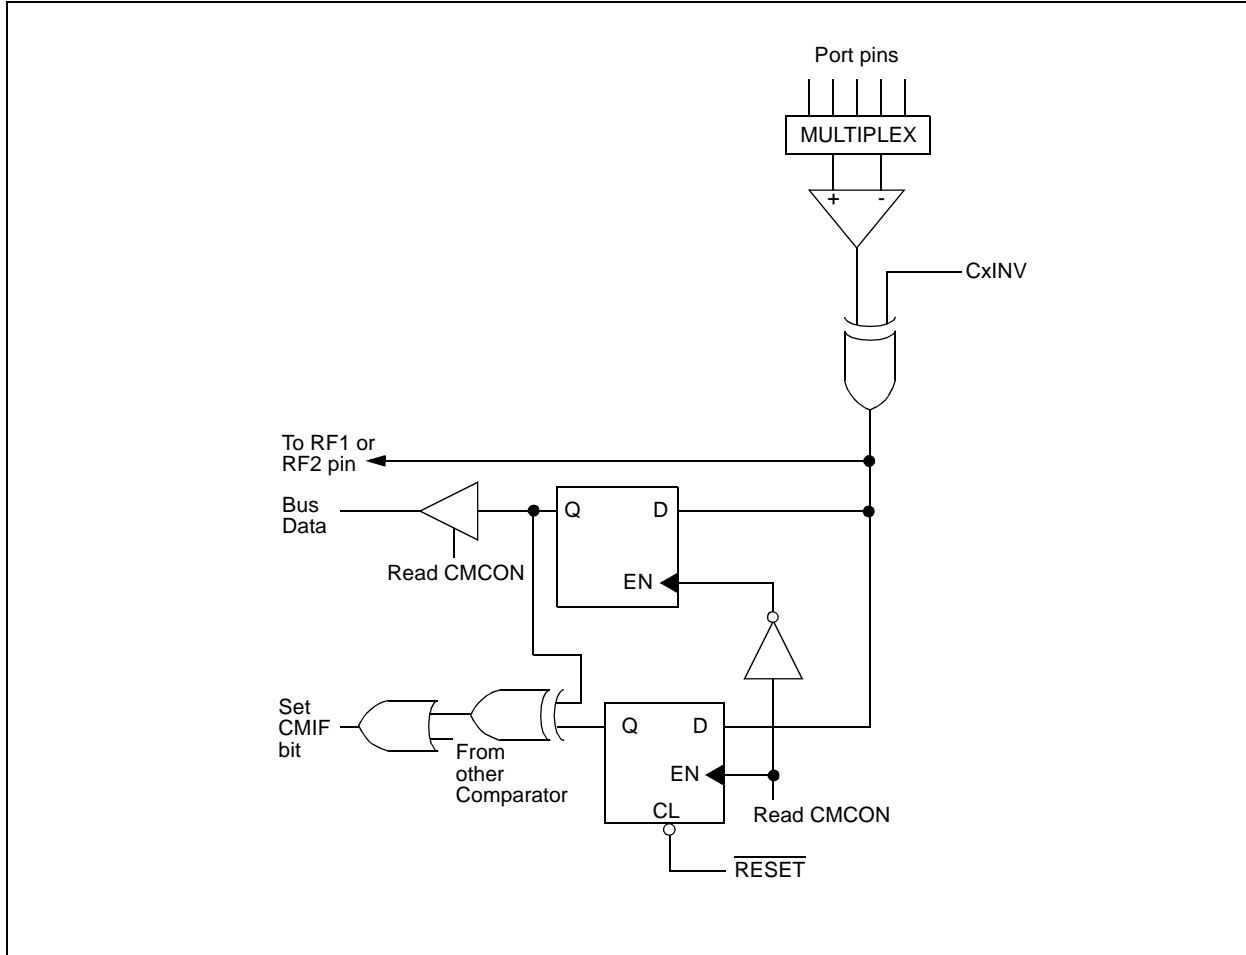 Port pins
MULTIPLEX
+ -
CxINV
To RF1 or
RF2 pin
Bus
Data
Q D
EN
Read CMCON
Set
CMIF
bit
From
other
Comparator
Q D
EN
CL
Read CMCON
RESET